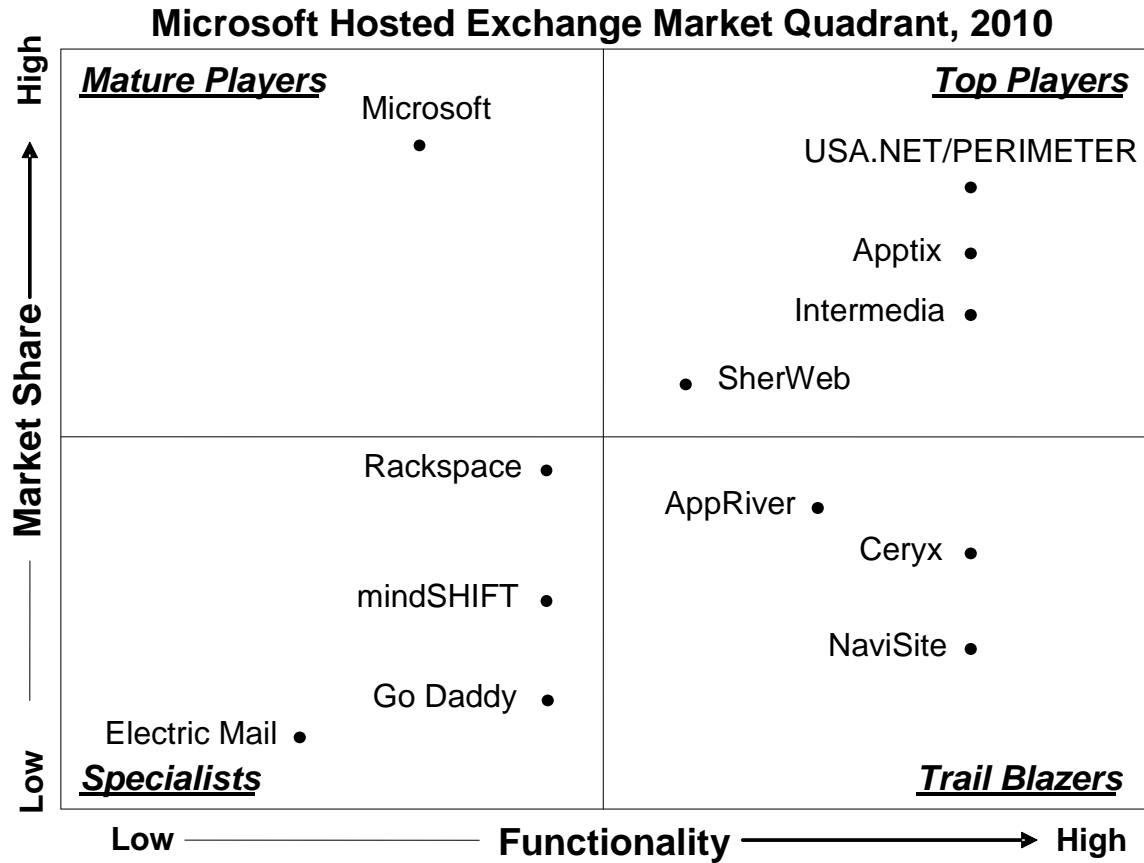 Microsoft Hosted Exchange Market Quadrant, 2010
High
Mature Players
Top Players
Microsoft
USA.NET/PERIMETER
Apptix
Intermedia
SherWeb
Market Share
Rackspace
AppRiver
Ceryx
mindSHIFT
NaviSite
Go Daddy
Electric Mail
Low
Specialists
Trail Blazers
Low
Functionality
High